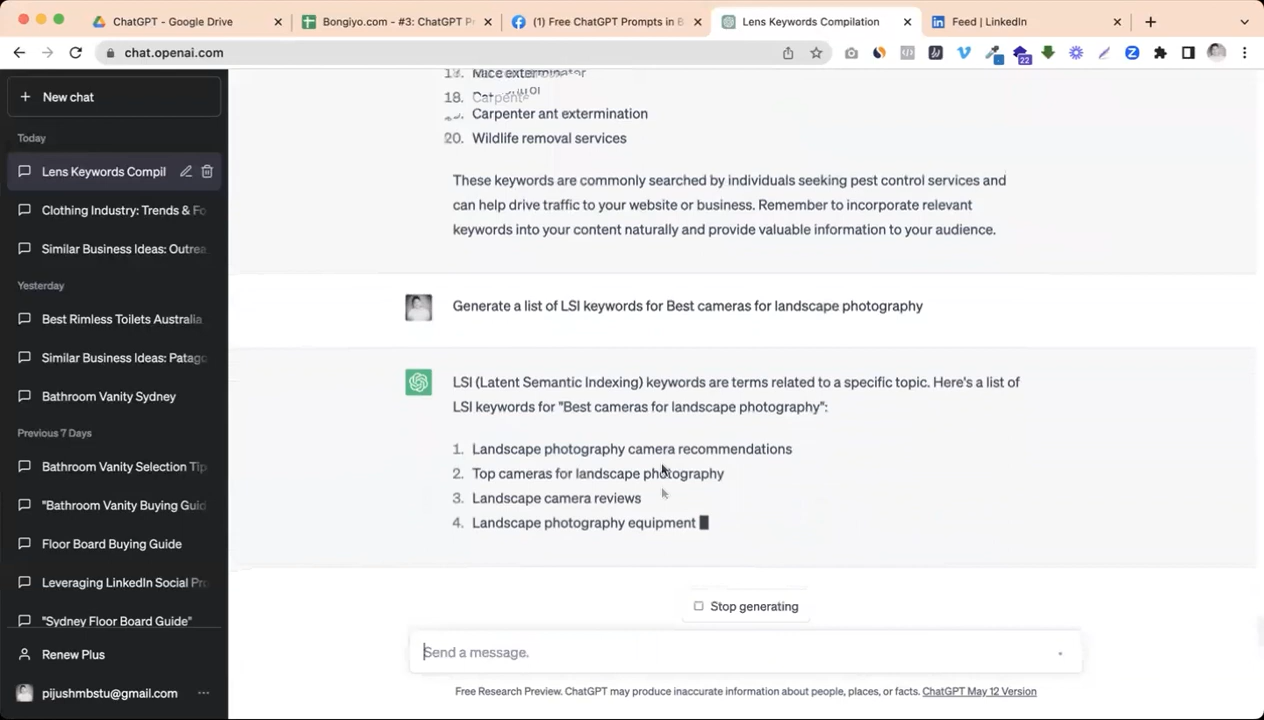 ChatGPT - Google Drive
Bongiyo.com - #3: ChatGPT Pr
(1) Free ChatGPT Prompts in B
Lens Keywords Compilation
Feed | LinkedIn
chat.openai.com
22
New chat
Today
Lens Keywords Compil
Clothing Industry: Trends & Fo
Similar Business Ideas: Outrea
Yesterday
Best Rimless Toilets Australia
Similar Business Ideas: Patago
Bathroom Vanity Sydney
Previous 7 Days
Bathroom Vanity Selection Tip
"Bathroom Vanity Buying Guid
Floor Board Buying Guide
Leveraging LinkedIn Social Pro
"Sydney Floor Board Guide"
Renew Plus
pijushmbstu@gmail.com
Mice exterminator
18.
Carpenter ant extermination
20. Wildlife removal services
These keywords are commonly searched by individuals seeking pest control services and
can help drive traffic to your website or business. Remember to incorporate relevant
keywords into your content naturally and provide valuable information to your audience.
Generate a list of LSI keywords for Best cameras for landscape photography
LSI (Latent Semantic Indexing) keywords are terms related to a specific topic. Here's a list of
LSI keywords for "Best cameras for landscape photography":
1. Landscape photography camera recommendations
2. Top cameras for landscape photography
3. Landscape camera reviews
4. Landscape photography equipment
Stop generating
Send a message.
Free Research Preview. ChatGPT may produce inaccurate information about people, places, or facts. ChatGPT May 12 Version